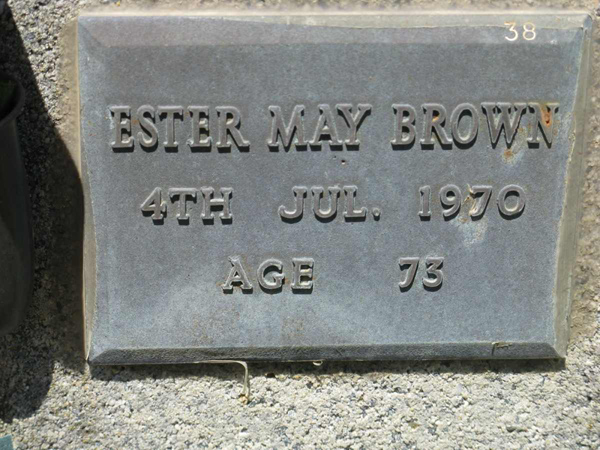 38
ESTER MAY BROWN
4TH JUL. 1970
AGE 73